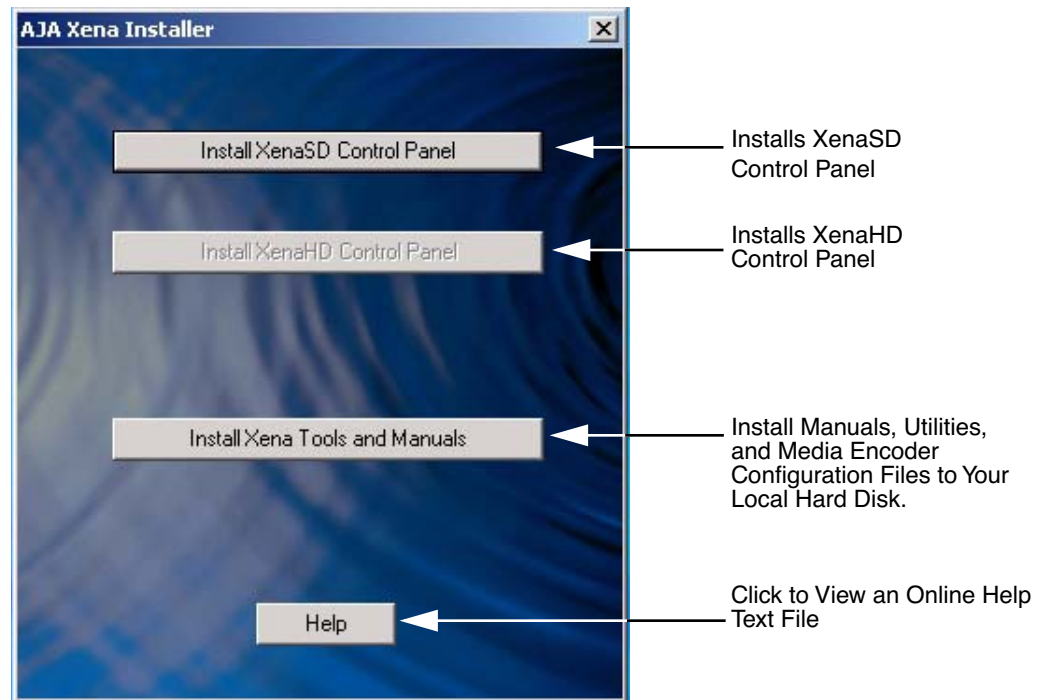 AJA Xena Installer
Install XenaSD Control Panel
Installs XenaSD
Control Panel
Install XenaHD Control Panel
Installs XenaHD
Control Panel
Install Xena Tools and Manuals
Install Manuals, Utilities,
and Media Encoder
Configuration Files to Your
Local Hard Disk.
Help
Click to View an Online Help
Text File